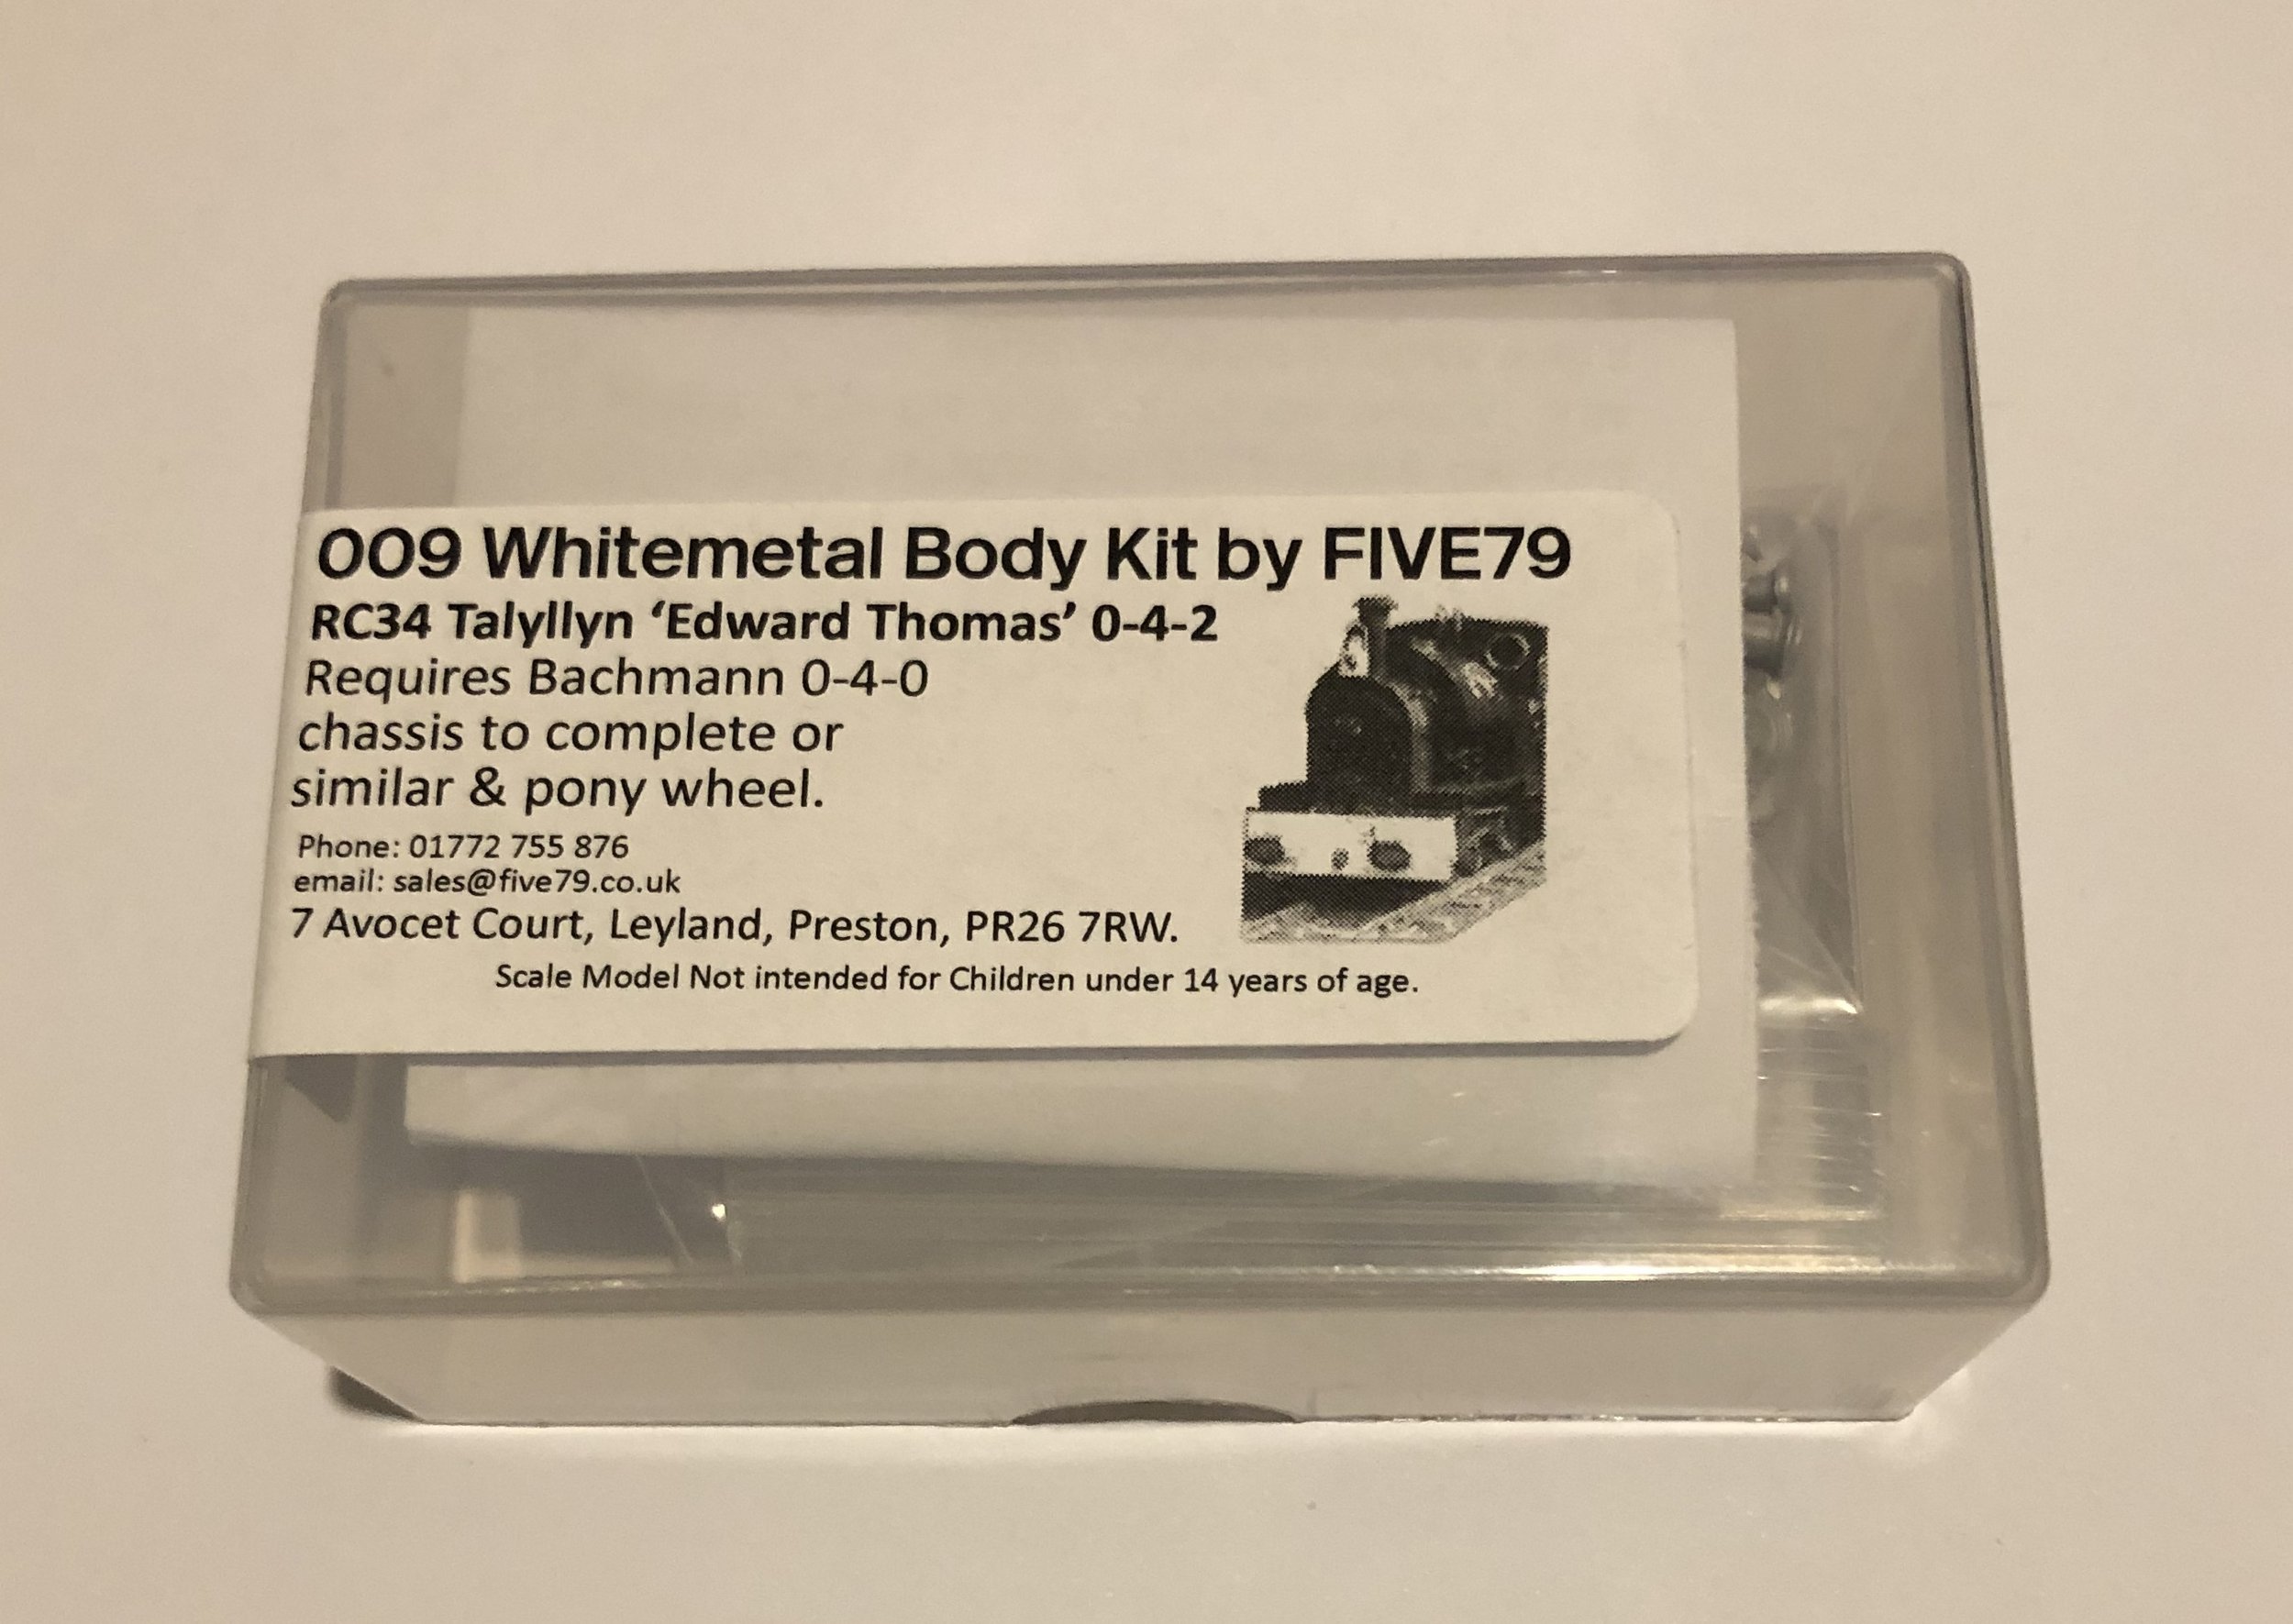 009 Whitemetal Body Kit by FIVE79
RC34 Talyllyn ‘Edward Thomas’ 0-4-2
Requires Bachmann 0-4-0
chassis to complete or
similar & pony wheel.
Phone: 01772 755 876
email: sales@five79.co.uk
7 Avocet Court, Leyland, Preston, PR26 7RW.
Scale Model Not intended for Children under 14 years of age.